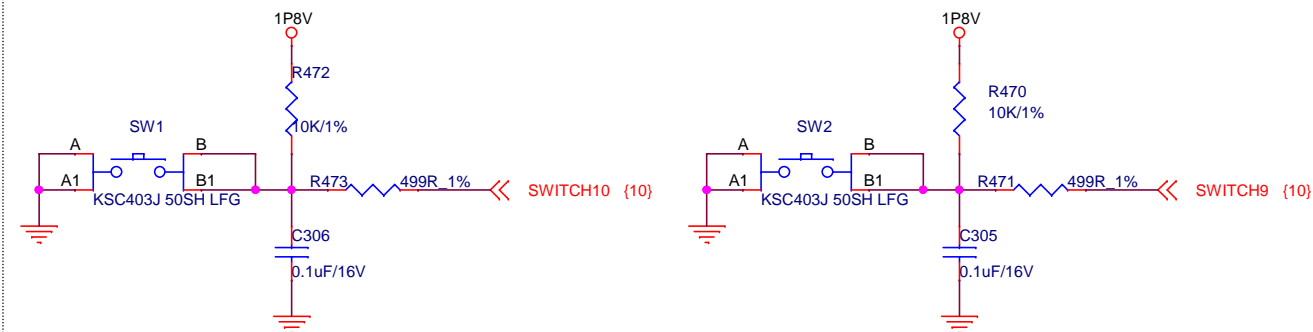 1P8V
R472
10K/1%
SW1
A
B
A1
B1
KSC403J 50SH LFG
R473
499R_1%
SWITCH10 {10}
C306
0.1uF/16V
1P8V
R470
10K/1%
SW2
A
B
A1
B1
KSC403J 50SH LFG
R471
499R_1%
SWITCH9 {10}
C305
0.1uF/16V